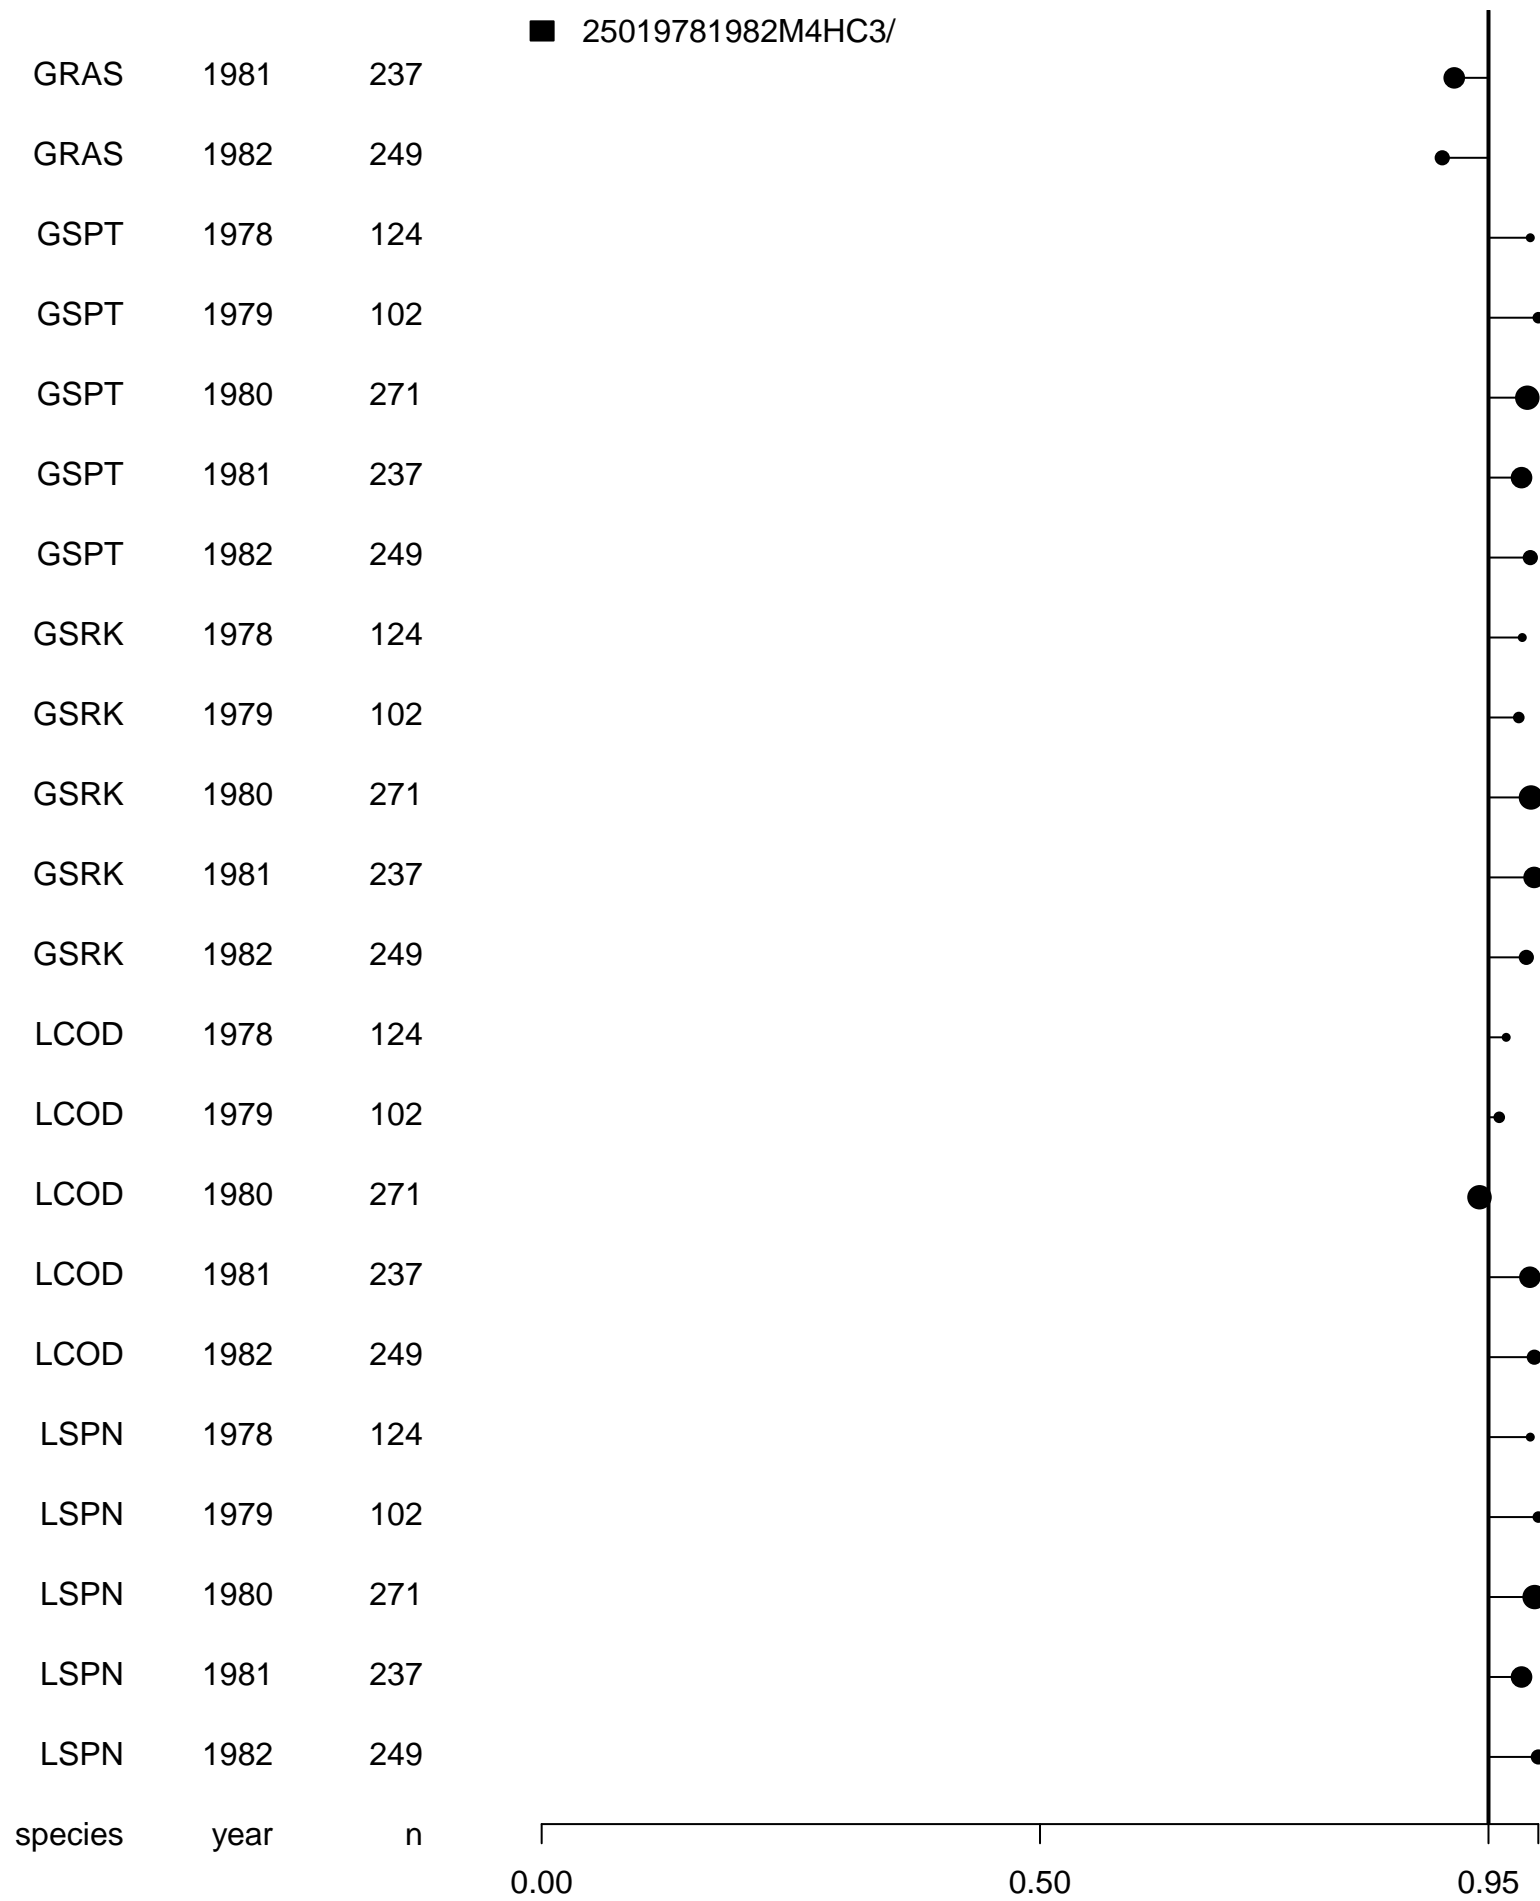 25019781982M4HC3/
GRAS 1981 237
GRAS 1982 249
GSPT 1978 124
GSPT 1979 102
GSPT 1980 271
GSPT 1981 237
GSPT 1982 249
GSRK 1978 124
GSRK 1979 102
GSRK 1980 271
GSRK 1981 237
GSRK 1982 249
LCOD 1978 124
LCOD 1979 102
LCOD 1980 271
LCOD 1981 237
LCOD 1982 249
LSPN 1978 124
LSPN 1979 102
LSPN 1980 271
LSPN 1981 237
LSPN 1982 249
species year n
0.00 0.50 0.95